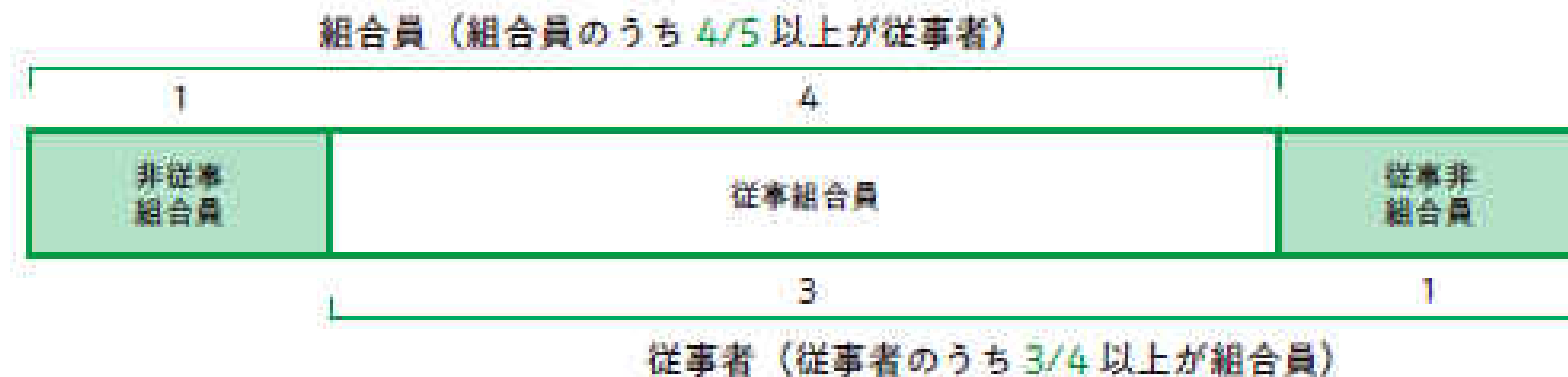 組合員（組合員のうち 4/5 以上が従事者）
1
4
非従事
組合員
従事組合員
従事非
組合員
3
1
従事者（従事者のうち 3/4 以上が組合員）